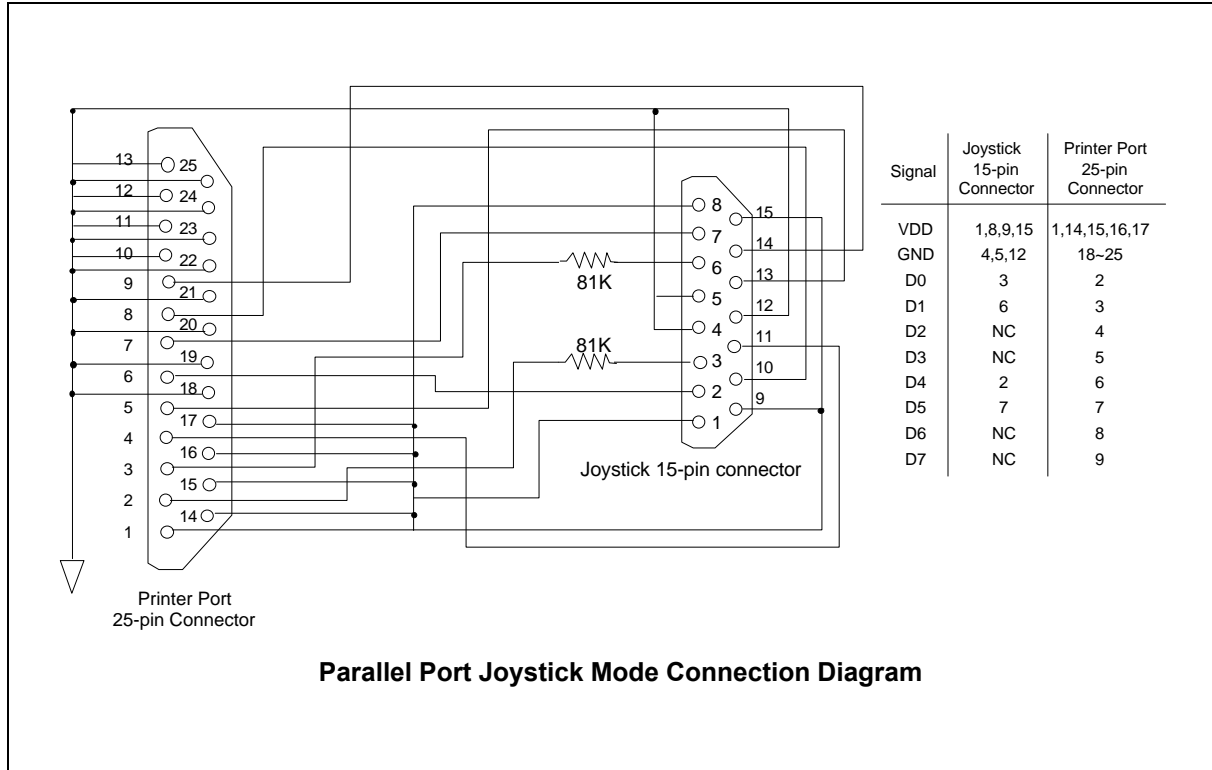 13 25
12 24
11 23
10 22
9 21
8 20
7 19
6 18
5 17
4 16
3 15
2 14
1
Printer Port
25-pin Connector
81K
81K
8 15
7 14
6 13
5 12
4 11
3 10
2 9
1
Joystick 15-pin connector
Signal Joystick 15-pin Connector Printer Port 25-pin Connector
VDD 1,8,9,15 1,14,15,16,17
GND 4,5,12 18~25
D0 3 2
D1 6 3
D2 NC 4
D3 NC 5
D4 2 6
D5 7 7
D6 NC 8
D7 NC 9
Parallel Port Joystick Mode Connection Diagram